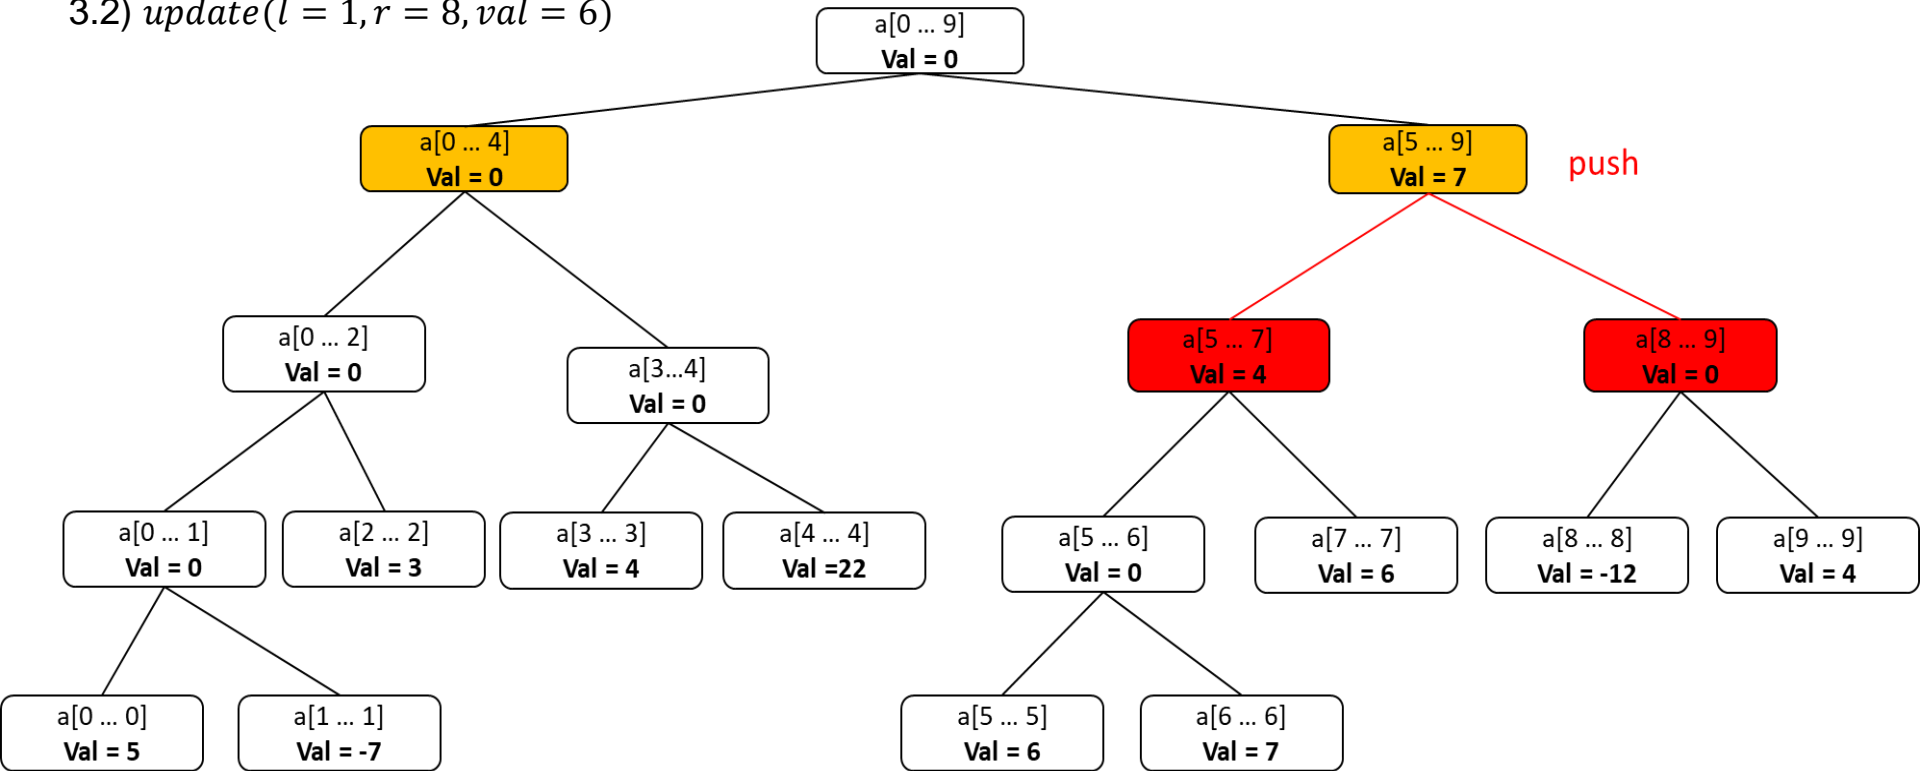 3.2) update(l = 1, r = 8, val = 6)
a[0 ... 9]
Val = 0
a[0 ... 4]
Val = 0
a[5 ... 9]
Val = 7
push
a[0 ... 2]
Val = 0
a[3...4]
Val = 0
a[5 ... 7]
Val = 4
a[8 ... 9]
Val = 0
a[0 ... 1]
Val = 0
a[2 ... 2]
Val = 3
a[3 ... 3]
Val = 4
a[4 ... 4]
Val =22
a[5 ... 6]
Val = 0
a[7 ... 7]
Val = 6
a[8 ... 8]
Val = -12
a[9 ... 9]
Val = 4
a[0 ... 0]
Val = 5
a[1 ... 1]
Val = -7
a[5 ... 5]
Val = 6
a[6 ... 6]
Val = 7